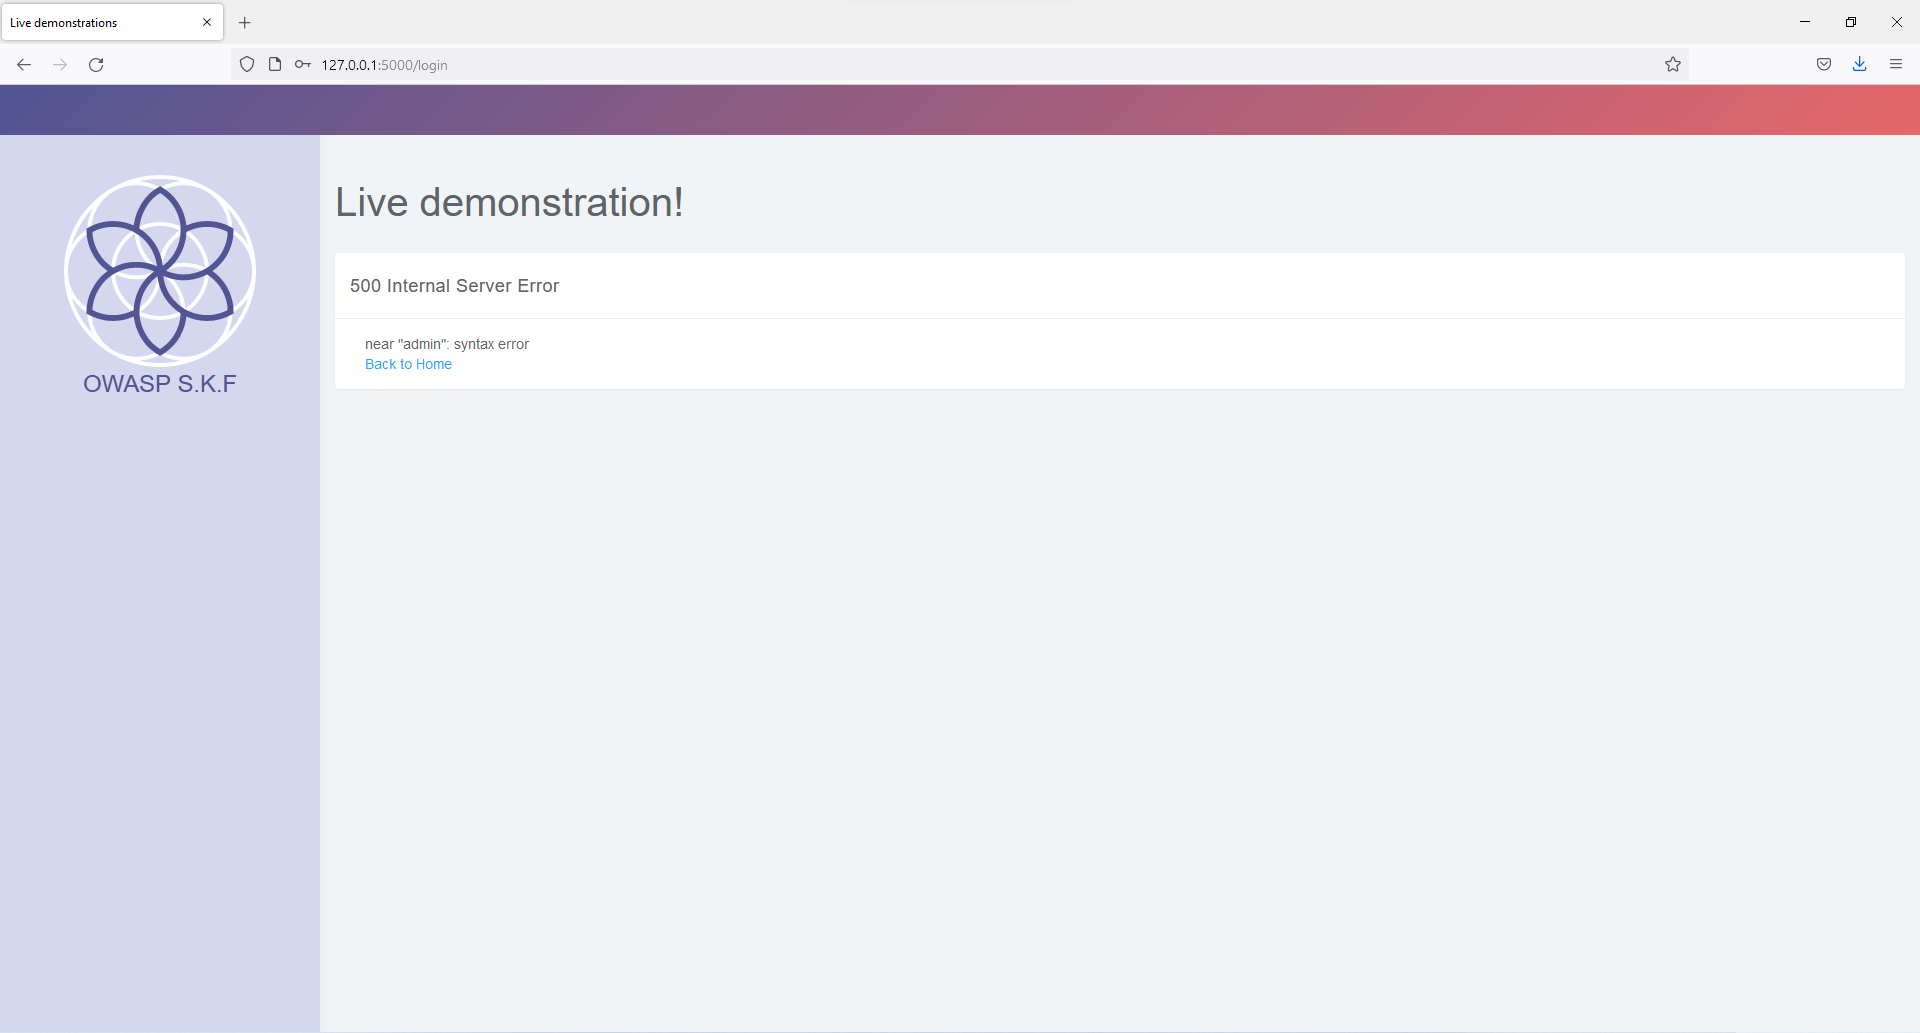 Live demonstrations
127.0.0.1:5000/login
OWASP S.K.F
Live demonstration!
500 Internal Server Error
near "admin": syntax error
Back to Home